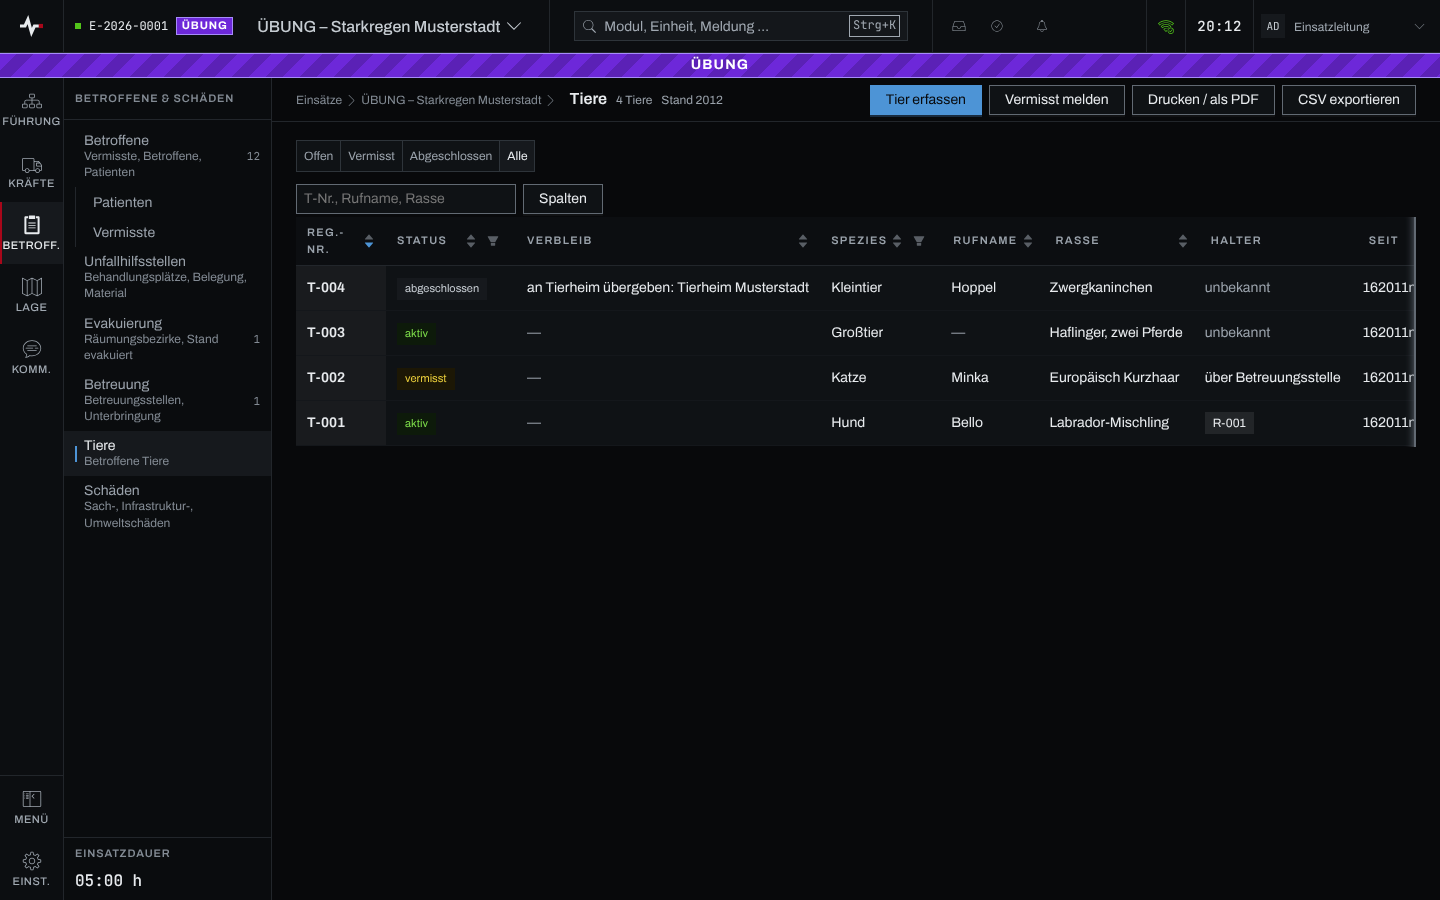 E-2026-0001 ÜBUNG ÜBUNG – Starkregen Musterstadt Modul, Einheit, Meldung ... Strg+K 20:12 AD Einsatzleitung
ÜBUNG
FÜHRUNG
KRÄFTE
BETROFF.
LAGE
KOMM.
MENÜ
EINST.
BETROFFENE & SCHÄDEN
Betroffene
Vermisste, Betroffene, 12
Patienten
Patienten
Vermisste
Unfallhilfsstellen
Behandlungsplätze, Belegung,
Material
Evakuierung
Räumungsbezirke, Stand 1
evakuiert
Betreuung
Betreuungsstellen, 1
Unterbringung
Tiere
Betroffene Tiere
Schäden
Sach-, Infrastruktur-,
Umweltschäden
EINSATZDAUER
05:00 h
Einsätze ÜBUNG – Starkregen Musterstadt Tiere 4 Tiere Stand 2012 Tier erfassen Vermisst melden Drucken / als PDF CSV exportieren
Offen Vermisst Abgeschlossen Alle
T-Nr., Rufname, Rasse Spalten
REG.-
NR. STATUS VERBLEIB SPEZIES RUFNAME RASSE HALTER SEIT
T-004 abgeschlossen an Tierheim übergeben: Tierheim Musterstadt Kleintier Hoppel Zwergkaninchen unbekannt 162011
T-003 aktiv — Großtier — Haflinger, zwei Pferde unbekannt 162011
T-002 vermisst — Katze Minka Europäisch Kurzhaar über Betreuungsstelle 162011
T-001 aktiv — Hund Bello Labrador-Mischling R-001 162011